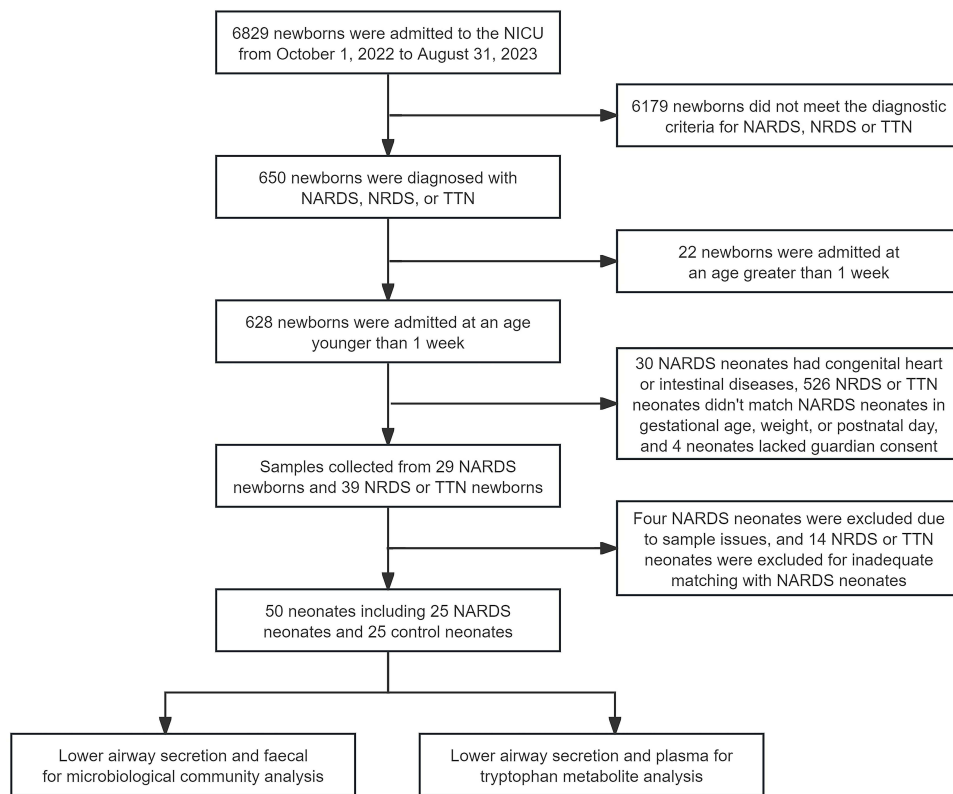 6829 newborns were admitted to the NICU
from October 1, 2022 to August 31, 2023
6179 newborns did not meet the diagnostic
criteria for NARDS, NRDS or TTN
650 newborns were diagnosed with
NARDS, NRDS, or TTN
22 newborns were admitted at
an age greater than 1 week
628 newborns were admitted at an age
younger than 1 week
30 NARDS neonates had congenital heart
or intestinal diseases, 526 NRDS or TTN
neonates didn't match NARDS neonates in
gestational age, weight, or postnatal day,
and 4 neonates lacked guardian consent
Samples collected from 29 NARDS
newborns and 39 NRDS or TTN newborns
Four NARDS neonates were excluded due
to sample issues, and 14 NRDS or TTN
neonates were excluded for inadequate
matching with NARDS neonates
50 neonates including 25 NARDS
neonates and 25 control neonates
Lower airway secretion and faecal
for microbiological community analysis
Lower airway secretion and plasma for
tryptophan metabolite analysis